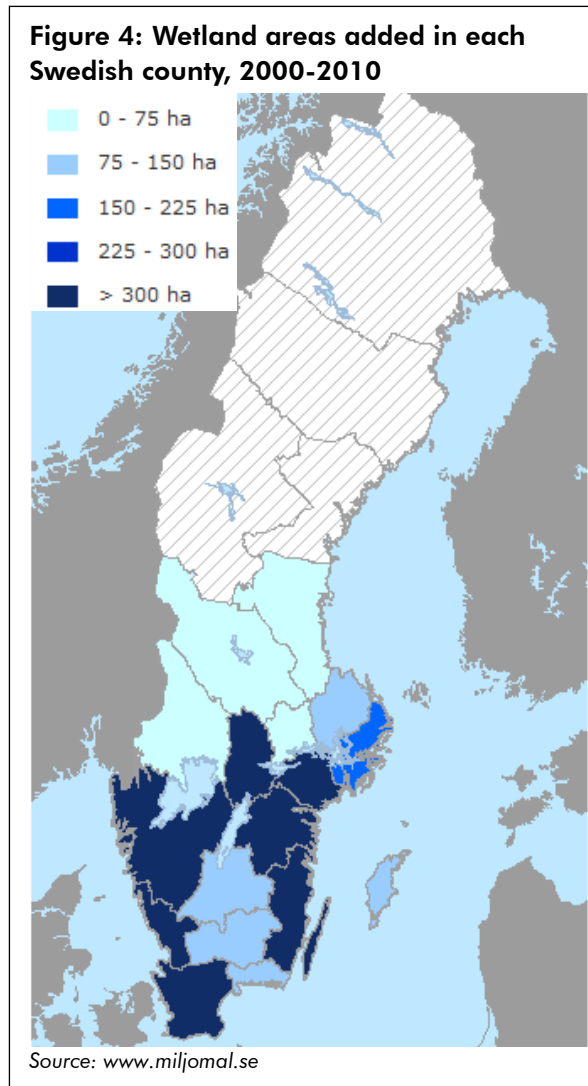 Figure 4: Wetland areas added in each
Swedish county, 2000-2010
0 - 75 ha
75 - 150 ha
150 - 225 ha
225 - 300 ha
> 300 ha
Source: www.miljomal.se